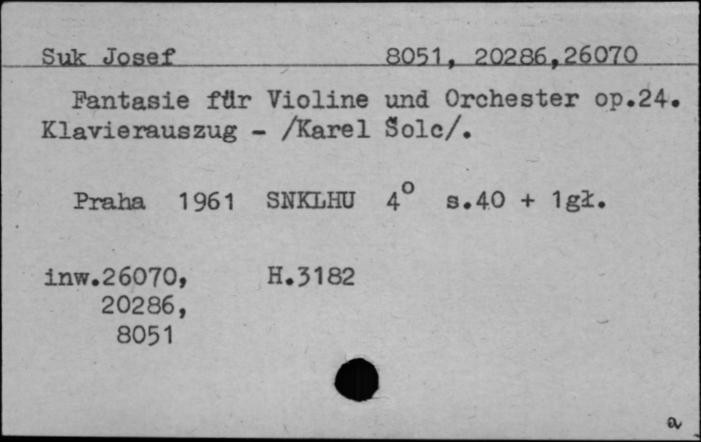 Suk Josef 8051, 20286,26070
Fantasie für Violine und Orchester op.24.
Klavierauszug - /Karel Šolc/.
Praha 1961 SNKLHU 4° s.40 + 1gł.
inw.26070, H.3182
20286,
8051
a